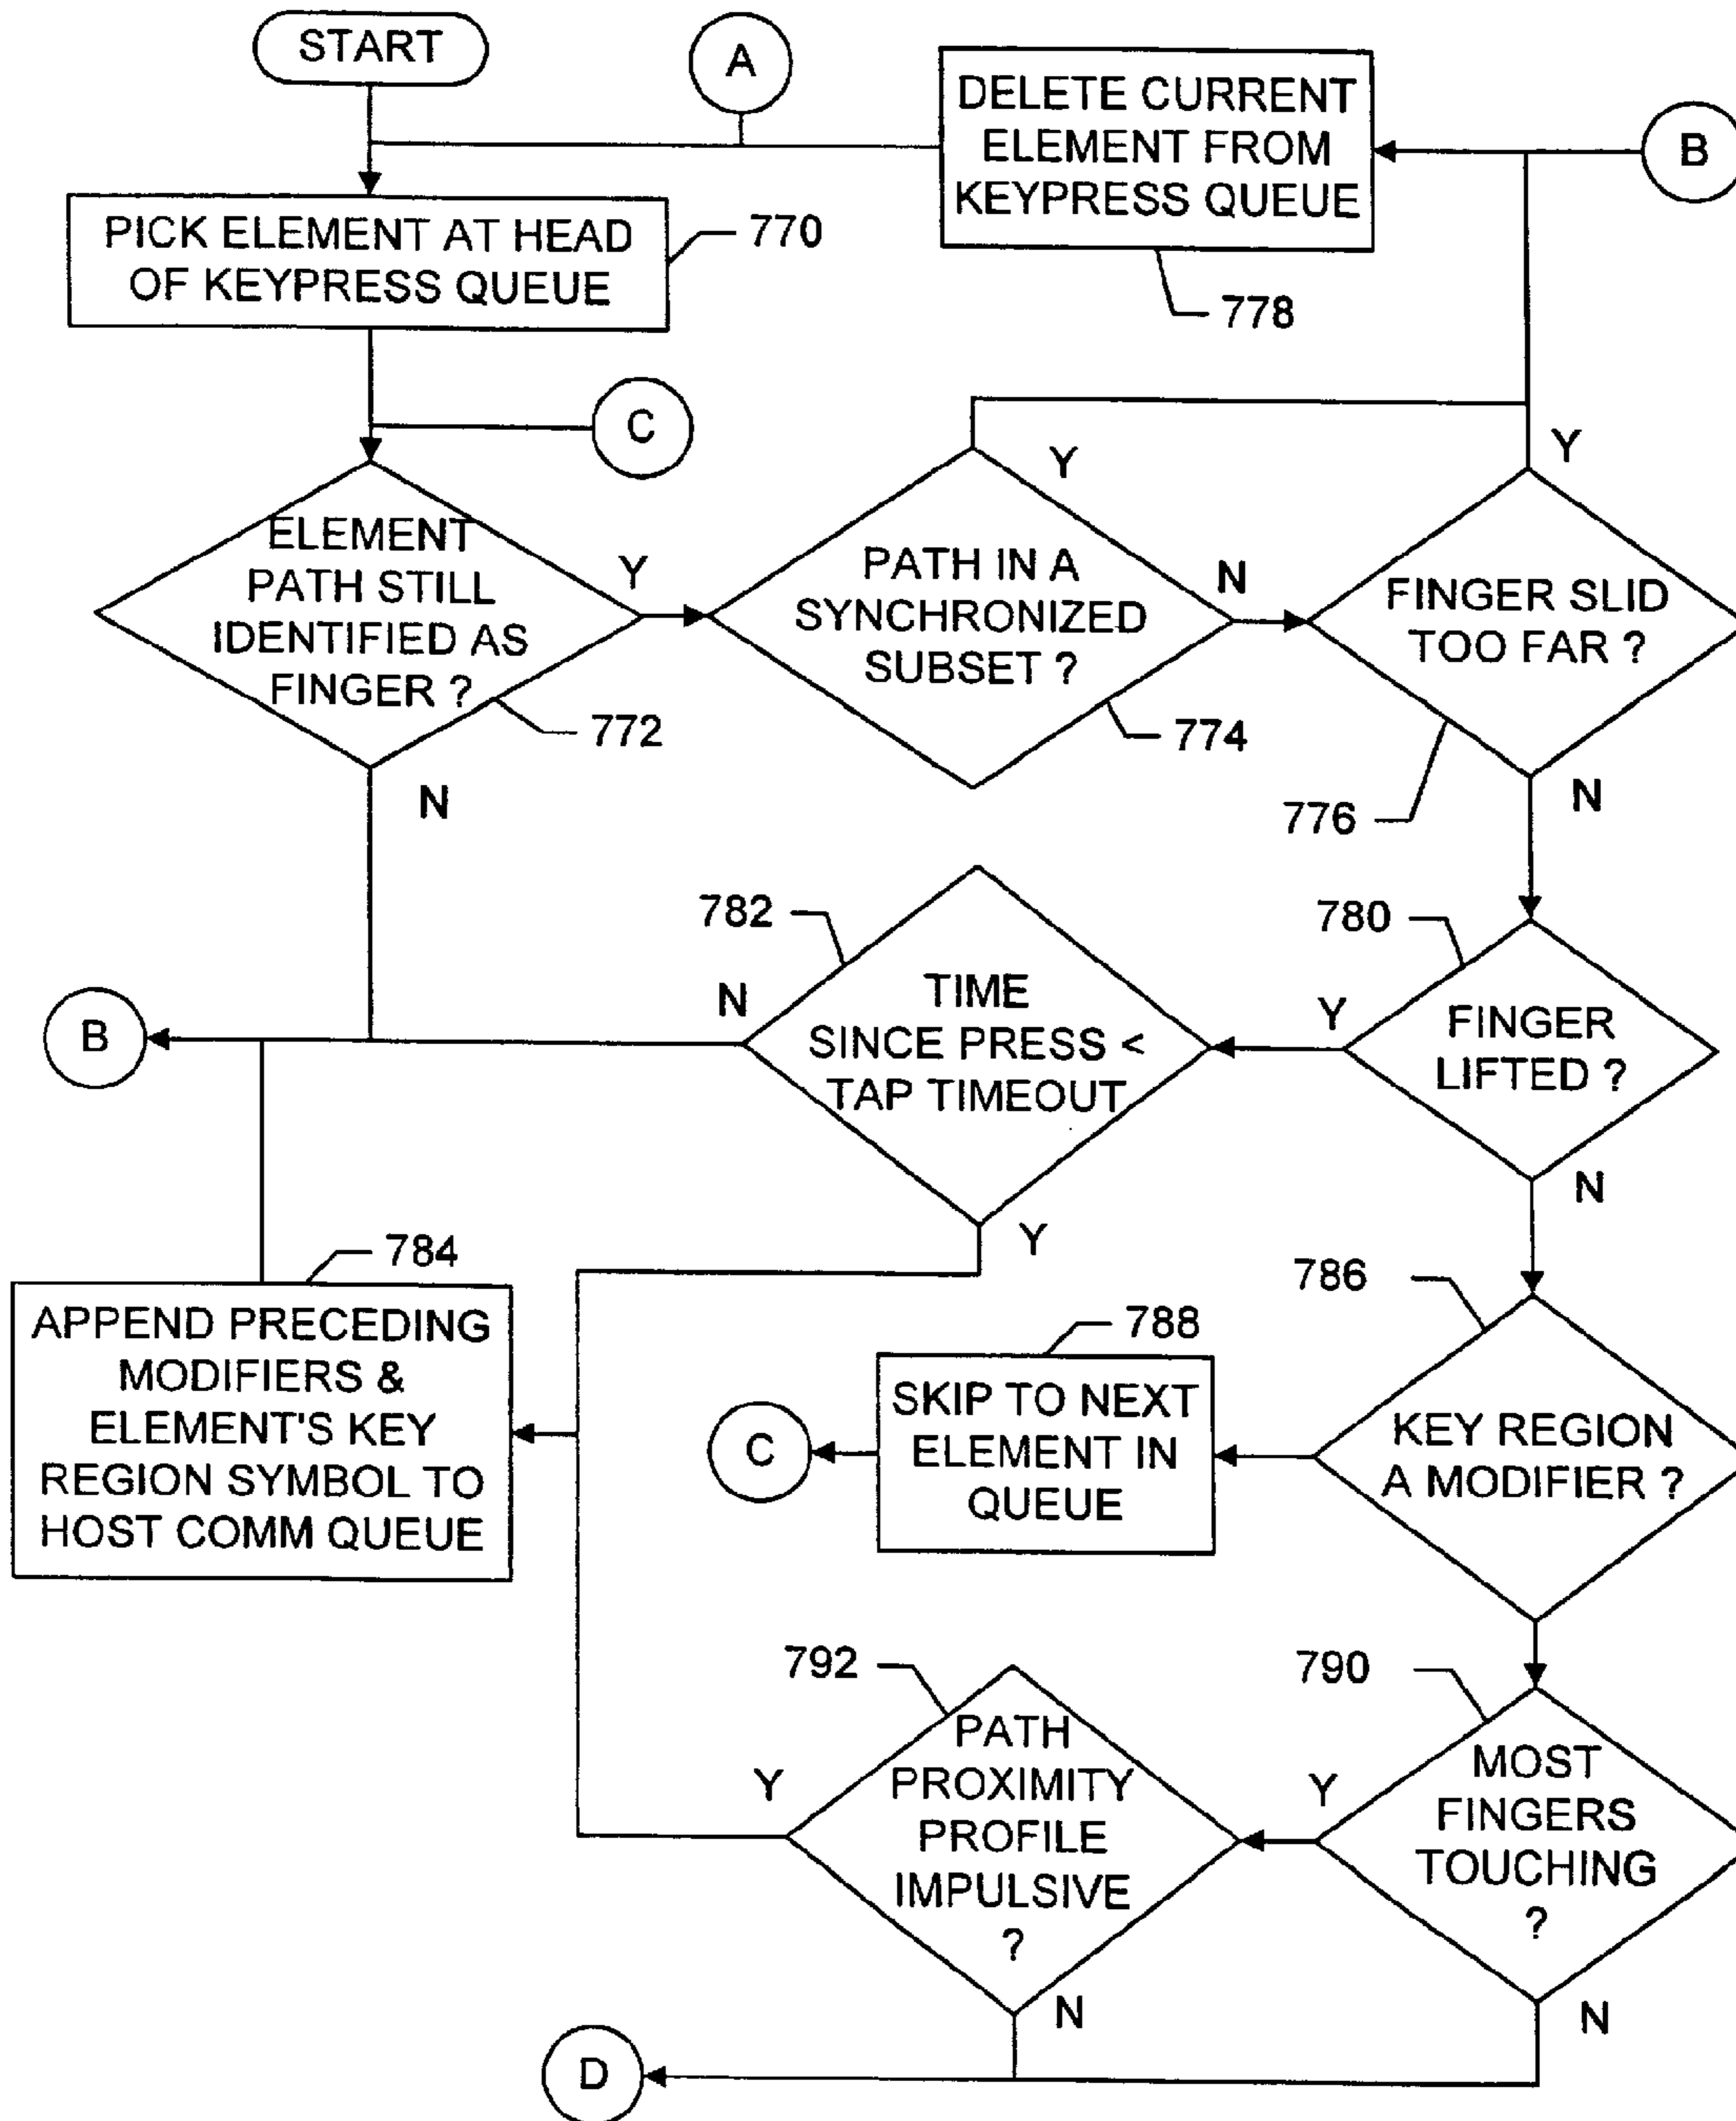 START
A
DELETE CURRENT
ELEMENT FROM
KEYPRESS QUEUE
B
778
PICK ELEMENT AT HEAD
OF KEYPRESS QUEUE
770
C
ELEMENT
PATH STILL
IDENTIFIED AS
FINGER ?
772
Y
N
PATH IN A
SYNCHRONIZED
SUBSET ?
774
Y
N
FINGER SLID
TOO FAR ?
776
Y
N
780
FINGER
LIFTED ?
Y
N
782
TIME
SINCE PRESS <
TAP TIMEOUT
N
Y
B
784
APPEND PRECEDING
MODIFIERS &
ELEMENT'S KEY
REGION SYMBOL TO
HOST COMM QUEUE
786
KEY REGION
A MODIFIER ?
788
SKIP TO NEXT
ELEMENT IN
QUEUE
C
790
MOST
FINGERS
TOUCHING
?
Y
N
792
PATH
PROXIMITY
PROFILE
IMPULSIVE
?
Y
N
D